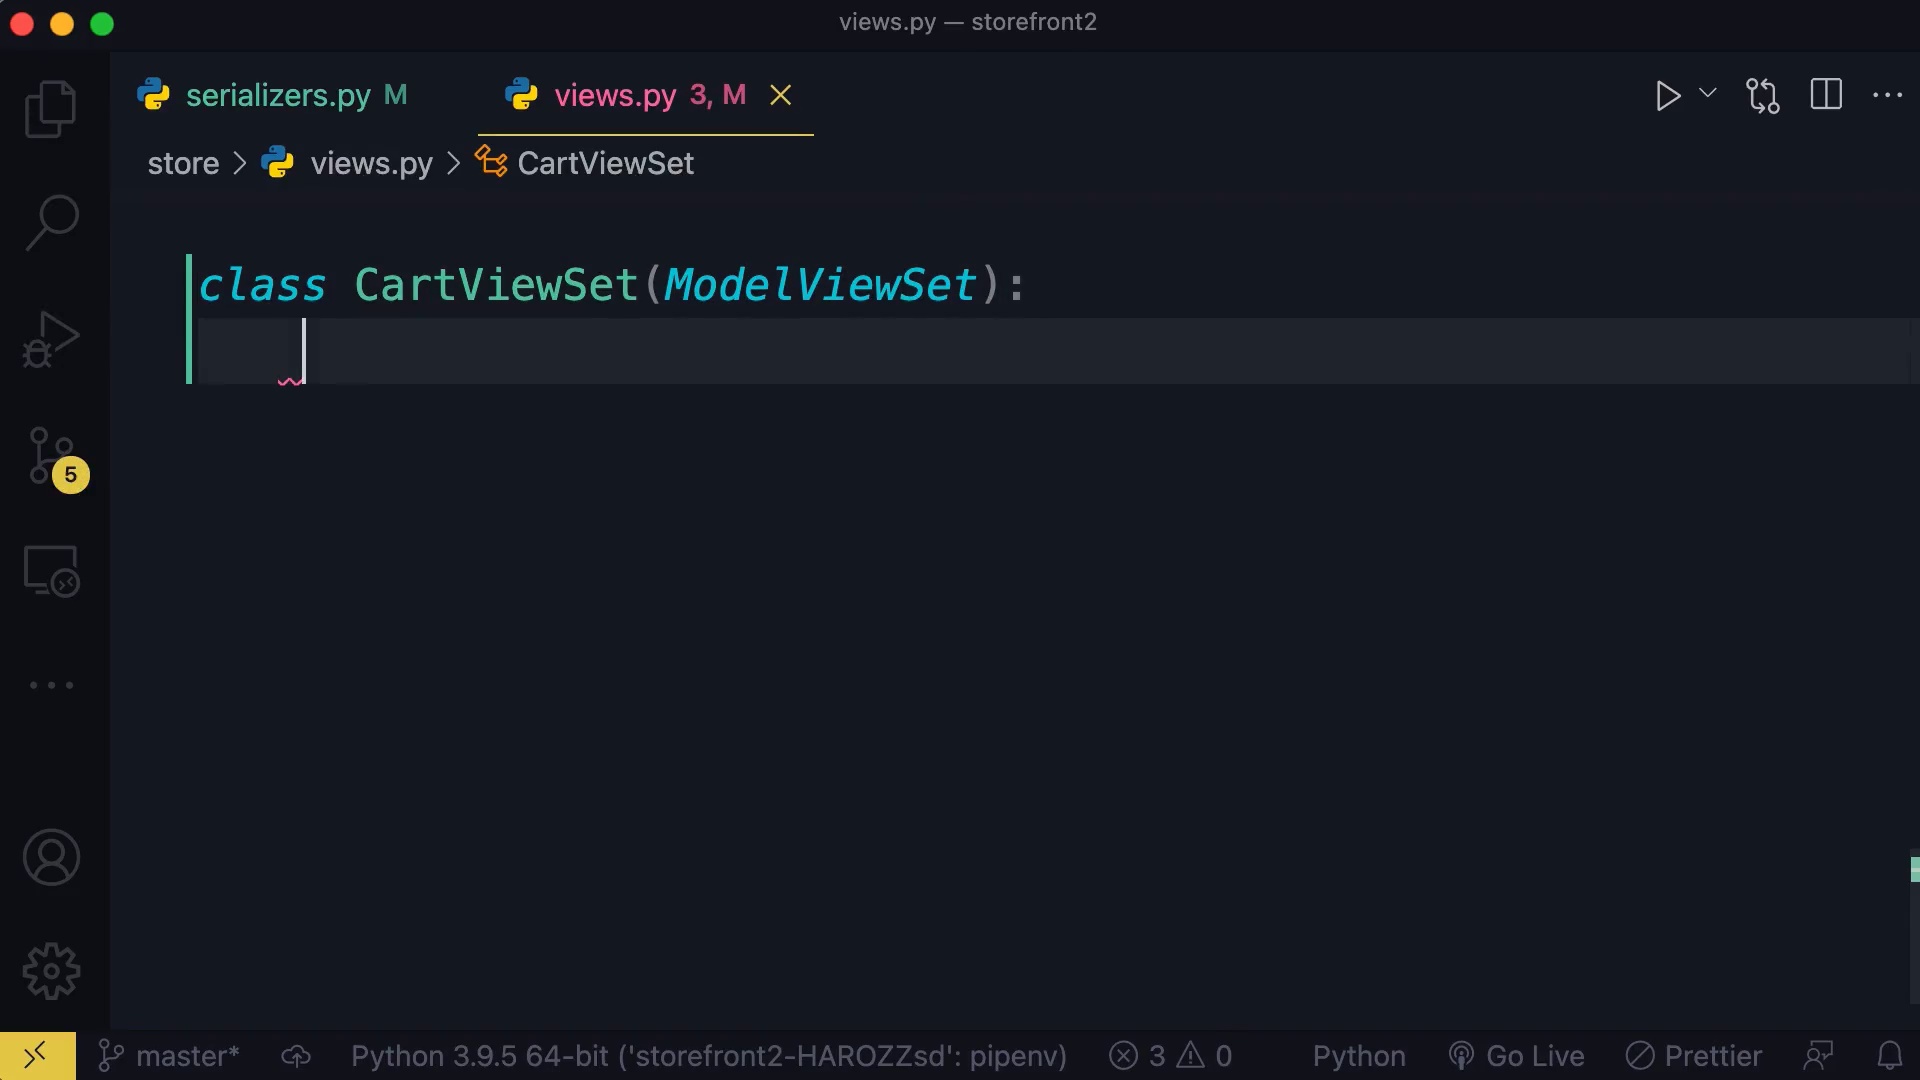 views.py — storefront2
serializers.py M
views.py 3, M
store > views.py > CartViewSet
class CartViewSet(ModelViewSet):
5
master*
Python 3.9.5 64-bit ('storefront2-HAROZZsd': pipenv)
3
0
Python
Go Live
Prettier